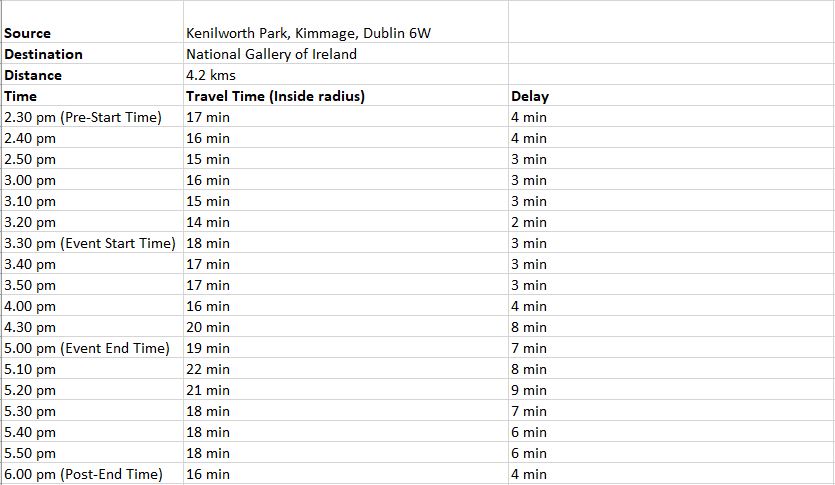 Source Kenilworth Park, Kimmage, Dublin 6W
Destination National Gallery of Ireland
Distance 4.2 kms
Time Travel Time (Inside radius) Delay
2.30 pm (Pre-Start Time) 17 min 4 min
2.40 pm 16 min 4 min
2.50 pm 15 min 3 min
3.00 pm 16 min 3 min
3.10 pm 15 min 3 min
3.20 pm 14 min 2 min
3.30 pm (Event Start Time) 18 min 3 min
3.40 pm 17 min 3 min
3.50 pm 17 min 3 min
4.00 pm 16 min 4 min
4.30 pm 20 min 8 min
5.00 pm (Event End Time) 19 min 7 min
5.10 pm 22 min 8 min
5.20 pm 21 min 9 min
5.30 pm 18 min 7 min
5.40 pm 18 min 6 min
5.50 pm 18 min 6 min
6.00 pm (Post-End Time) 16 min 4 min